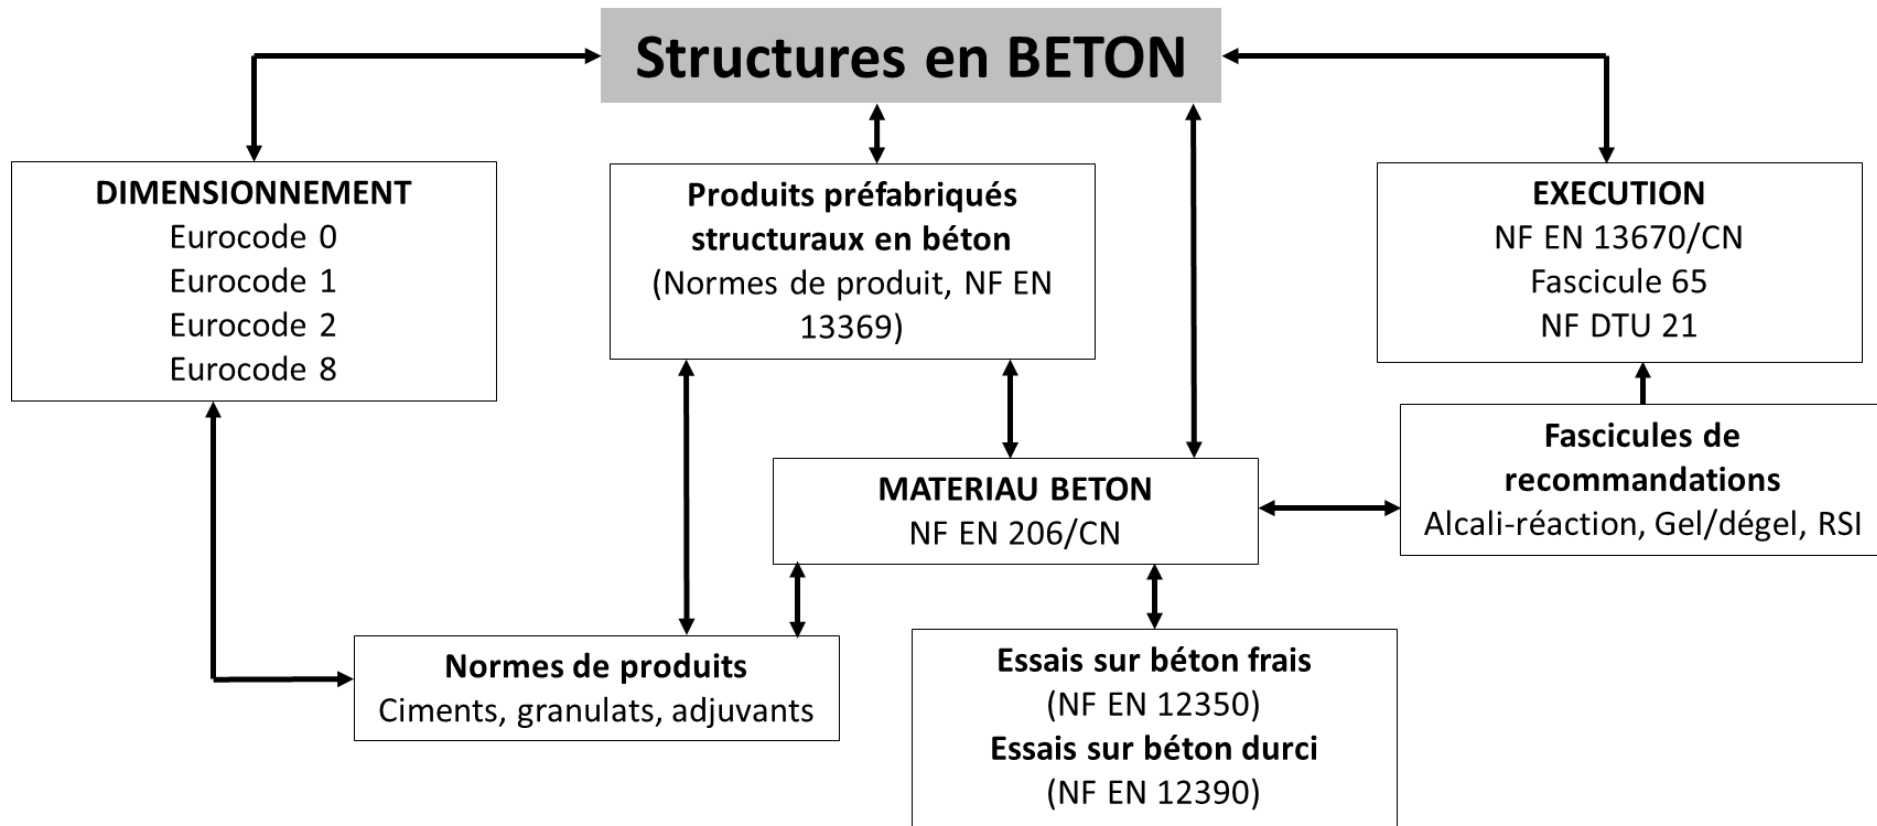 Structures en BETON
DIMENSIONNEMENT
Eurocode 0
Eurocode 1
Eurocode 2
Eurocode 8
Produits préfabriqués
structuraux en béton
(Normes de produit, NF EN
13369)
EXECUTION
NF EN 13670/CN
Fascicule 65
NF DTU 21
Fascicules de
recommandations
Alcali-réaction, Gel/dégel, RSI
MATERIAU BETON
NF EN 206/CN
Normes de produits
Ciments, granulats, adjuvants
Essais sur béton frais
(NF EN 12350)
Essais sur béton durci
(NF EN 12390)